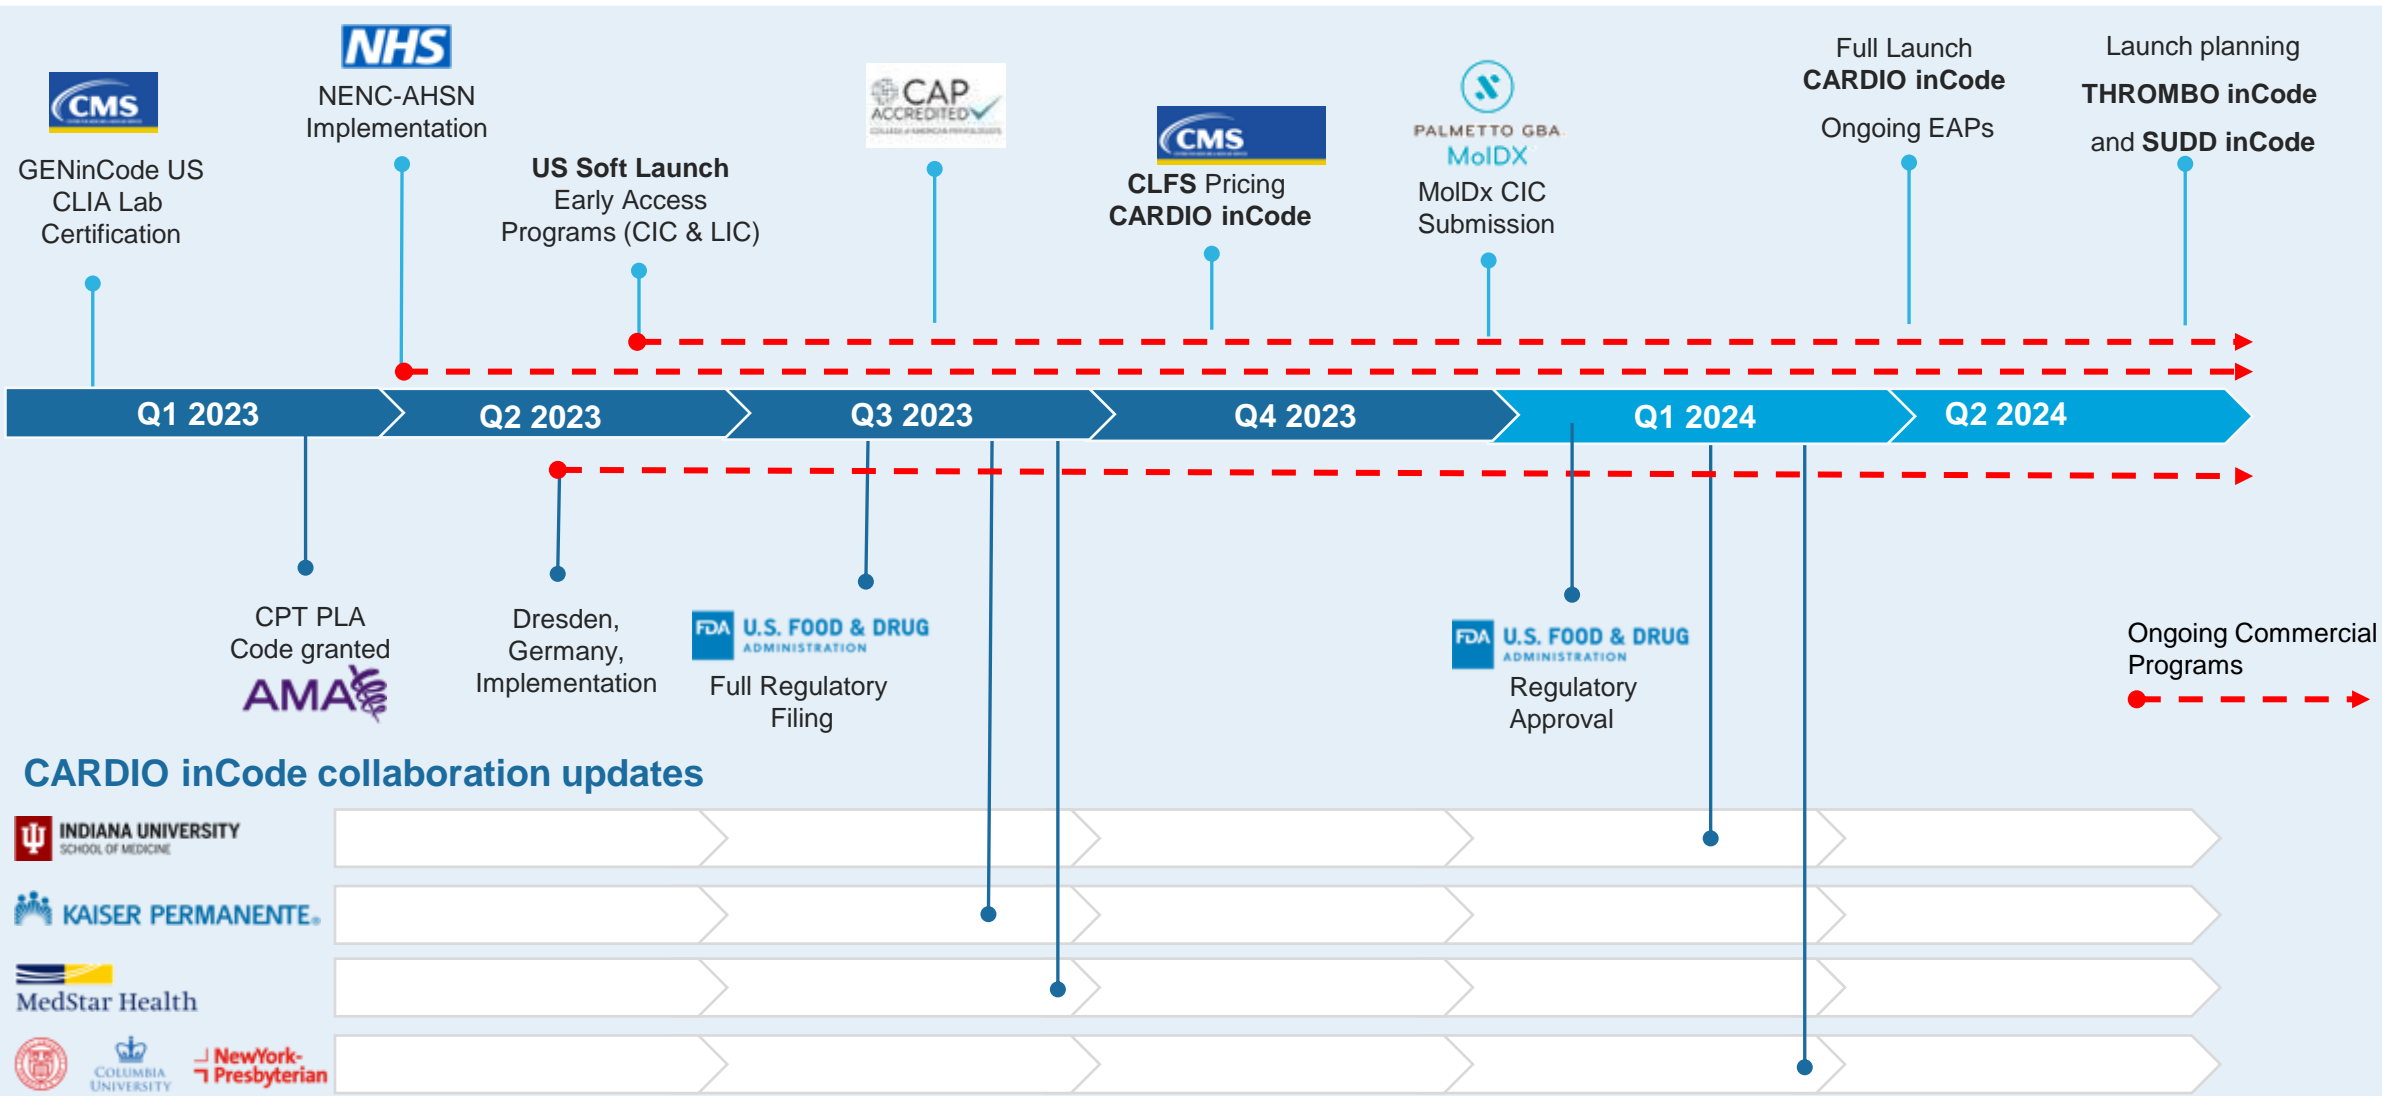 CMS
GENinCode US
CLIA Lab
Certification
NHS
NENC-AHSN
Implementation
US Soft Launch
Early Access
Programs (CIC & LIC)
CAP
ACCREDITED
COLLEGE of AMERICAN PATHOLOGISTS
CMS
CLFS Pricing
CARDIO inCode
PALMETTO GBA
MolDX
MolDx CIC
Submission
Full Launch
CARDIO inCode
Ongoing EAPs
Launch planning
THROMBO inCode
and SUDD inCode
Q1 2023
Q2 2023
Q3 2023
Q4 2023
Q1 2024
Q2 2024
CPT PLA
Code granted
AMA
Dresden,
Germany,
Implementation
FDA U.S. FOOD & DRUG
ADMINISTRATION
Full Regulatory
Filing
FDA U.S. FOOD & DRUG
ADMINISTRATION
Regulatory
Approval
Ongoing Commercial
Programs
CARDIO inCode collaboration updates
INDIANA UNIVERSITY
SCHOOL OF MEDICINE
KAISER PERMANENTE®
MedStar Health
COLUMBIA
UNIVERSITY
NewYork-
Presbyterian